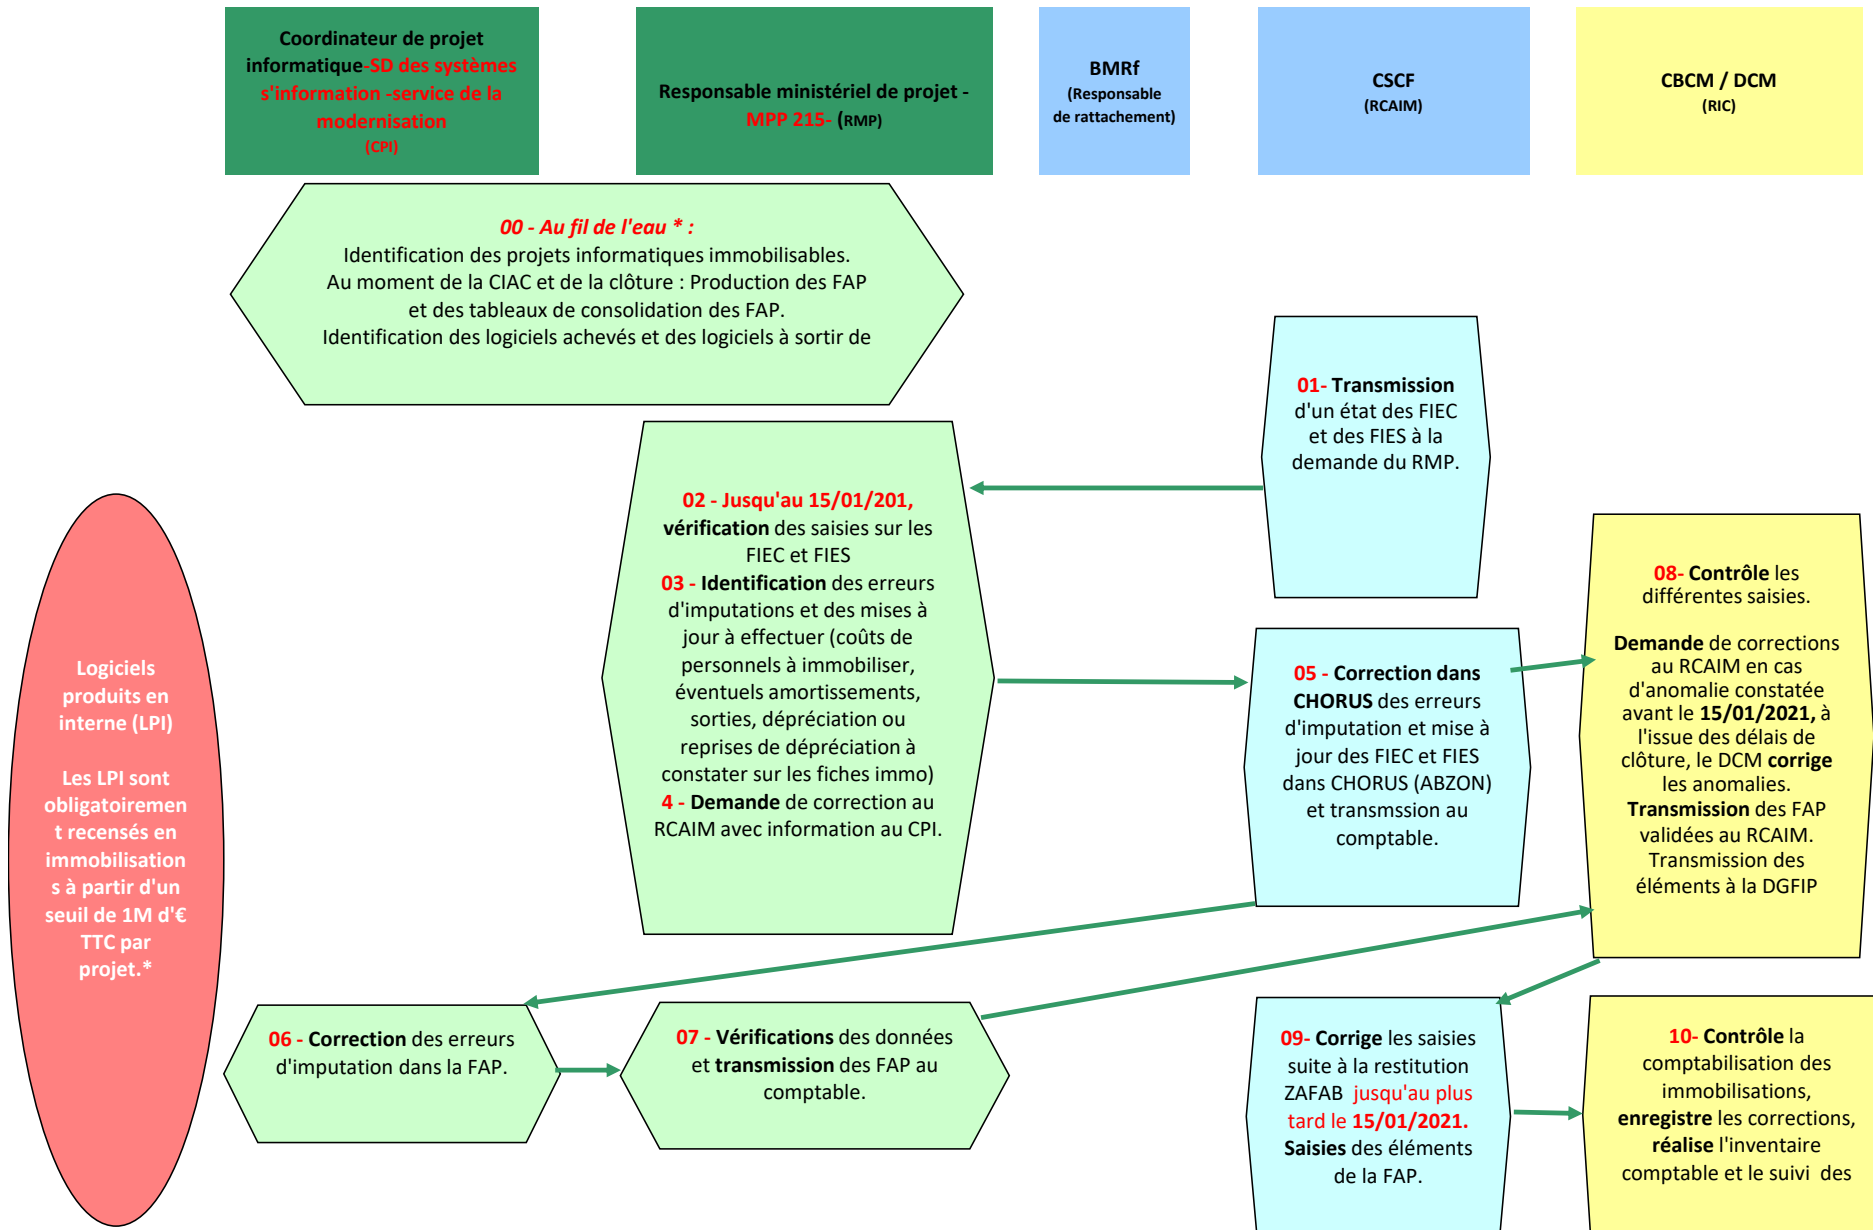 Coordinateur de projet
informatique-SD des systèmes
s'information -service de la
modernisation
(CPI)
Responsable ministériel de projet -
MPP 215- (RMP)
BMRf
(Responsable
de rattachement)
CSCF
(RCAIM)
CBCM / DCM
(RIC)
00 - Au fil de l'eau * :
Identification des projets informatiques immobilisables.
Au moment de la CIAC et de la clôture : Production des FAP
et des tableaux de consolidation des FAP.
Identification des logiciels achevés et des logiciels à sortir de
01- Transmission
d'un état des FIEC
et des FIES à la
demande du RMP.
02 - Jusqu'au 15/01/201,
vérification des saisies sur les
FIEC et FIES
03 - Identification des erreurs
d'imputations et des mises à
jour à effectuer (coûts de
personnels à immobiliser,
éventuels amortissements,
sorties, dépréciation ou
reprises de dépréciation à
constater sur les fiches immo)
4 - Demande de correction au
RCAIM avec information au CPI.
Logiciels
produits en
interne (LPI)
Les LPI sont
obligatoiremen
t recensés en
immobilisation
s à partir d'un
seuil de 1M d'€
TTC par
projet.*
05 - Correction dans
CHORUS des erreurs
d'imputation et mise à
jour des FIEC et FIES
dans CHORUS (ABZON)
et transmssion au
comptable.
08- Contrôle les
différentes saisies.
Demande de corrections
au RCAIM en cas
d'anomalie constatée
avant le 15/01/2021, à
l'issue des délais de
clôture, le DCM corrige
les anomalies.
Transmission des FAP
validées au RCAIM.
Transmission des
éléments à la DGFIP
06 - Correction des erreurs
d'imputation dans la FAP.
07 - Vérifications des données
et transmission des FAP au
comptable.
09- Corrige les saisies
suite à la restitution
ZAFAB jusqu'au plus
tard le 15/01/2021.
Saisies des éléments
de la FAP.
10- Contrôle la
comptabilisation des
immobilisations,
enregistre les corrections,
réalise l'inventaire
comptable et le suivi des